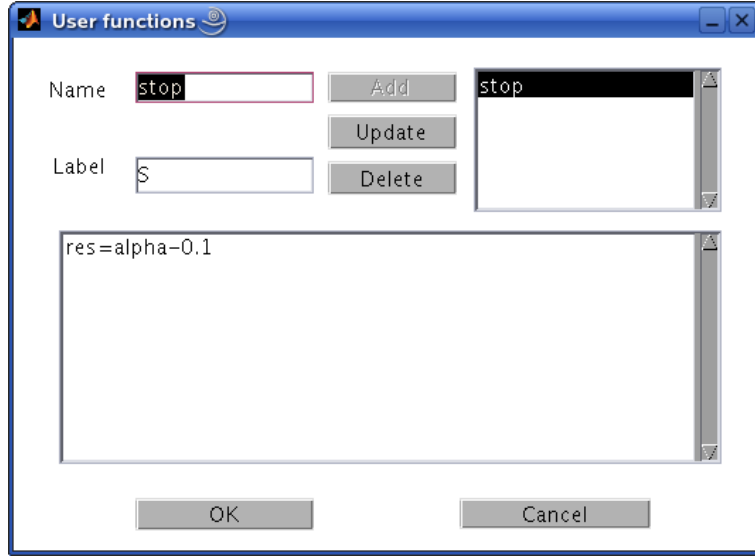 User functions
Name
stop
Add
stop
Update
Label
S
Delete
res=alpha-0.1
OK
Cancel